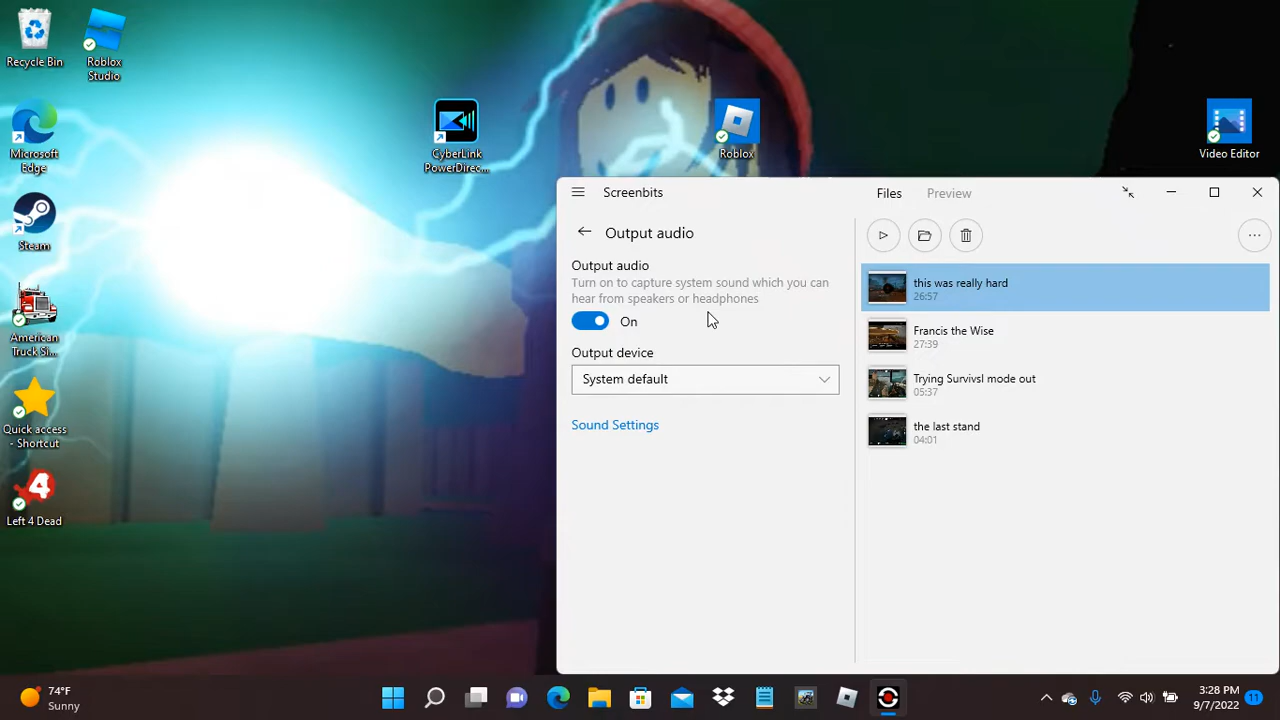 Recycle Bin
Roblox
Studio
Microsoft
Edge
CyberLink
PowerDirec...
Roblox
Video Editor
Steam
American
Truck Si...
Quick access
- Shortcut
4
Left 4 Dead
Screenbits
Files
Preview
Output audio
Output audio
Turn on to capture system sound which you can
hear from speakers or headphones
On
Output device
System default
Sound Settings
this was really hard
26:57
Francis the Wise
27:39
Trying Survivsl mode out
05:37
the last stand
04:01
74°F
Sunny
3:28 PM
9/7/2022
11